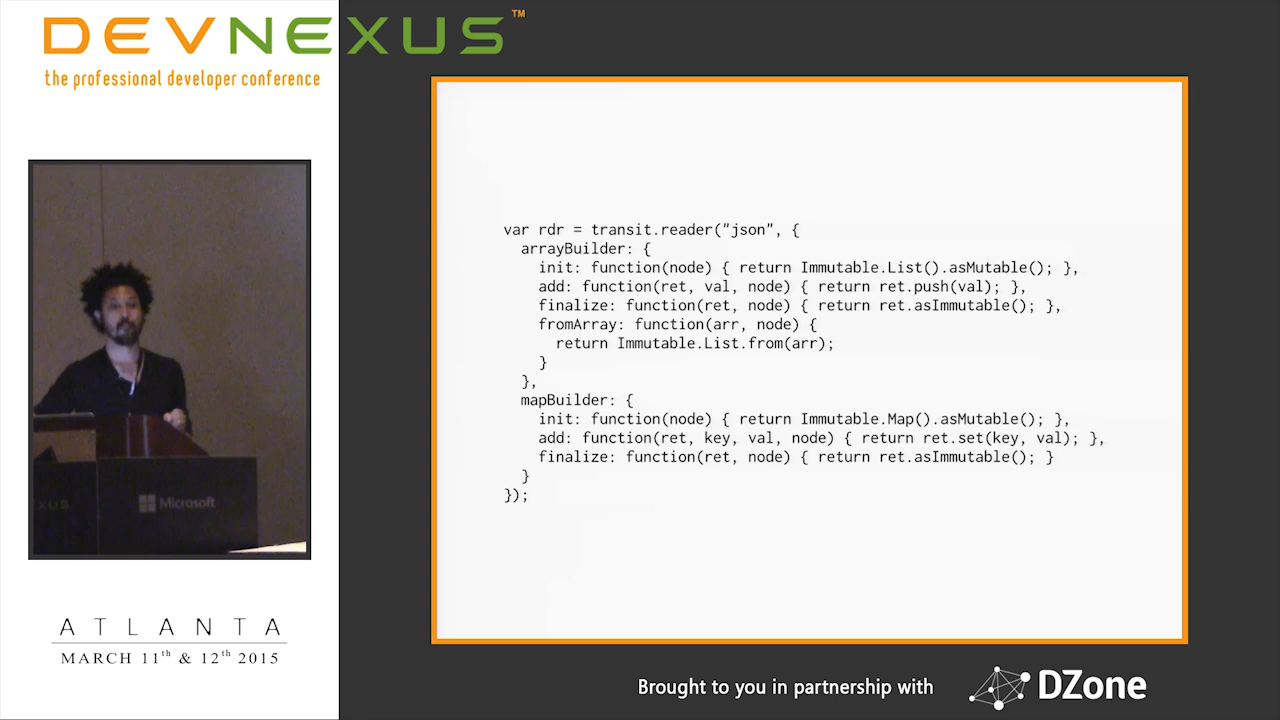 DEVNEXUS™
the professional developer conference
var rdr = transit.reader("json", {
  arrayBuilder: {
    init: function(node) { return Immutable.List().asMutable(); },
    add: function(ret, val, node) { return ret.push(val); },
    finalize: function(ret, node) { return ret.asImmutable(); },
    fromArray: function(arr, node) {
      return Immutable.List.from(arr);
    }
  },
  mapBuilder: {
    init: function(node) { return Immutable.Map().asMutable(); },
    add: function(ret, key, val, node) { return ret.set(key, val); },
    finalize: function(ret, node) { return ret.asImmutable(); }
  }
});
XUS
Microsoft
ATLANTA
MARCH 11th & 12th 2015
Brought to you in partnership with
DZone